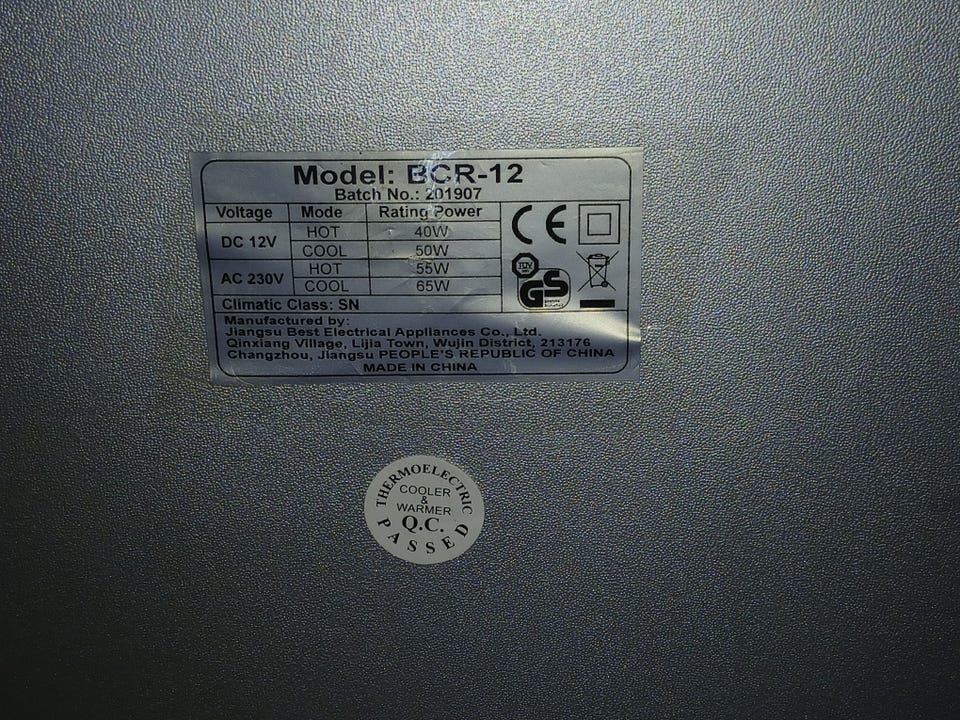 Model: BCR-12
Batch No.: 201907
Voltage Mode Rating Power
DC 12V HOT 40W
COOL 50W
AC 230V HOT 55W
COOL 65W
Climatic Class: SN
CE
TÜV
GS
Manufactured by:
Jiangsu Best Electrical Appliances Co., Ltd.
Qinxiang Village, Lijia Town, Wujin District, 213176
Changzhou, Jiangsu PEOPLE'S REPUBLIC OF CHINA
MADE IN CHINA
THERMOELECTRIC
COOLER
&
WARMER
Q.C.
PASSED